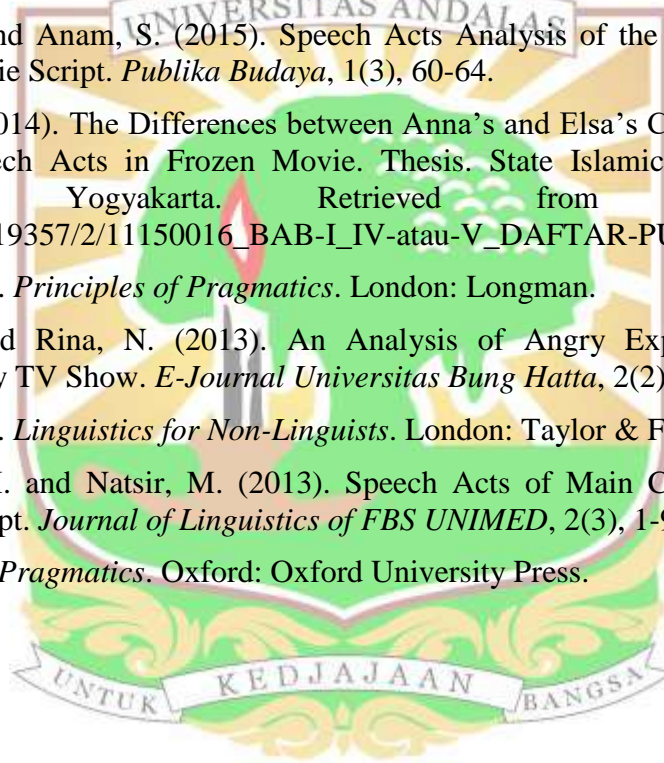 UNIVERSITAS ANDALAS
nd Anam, S. (2015). Speech Acts Analysis of the
ie Script. Publika Budaya, 1(3), 60-64.
014). The Differences between Anna’s and Elsa’s C
ech Acts in Frozen Movie. Thesis. State Islamic
Yogyakarta. Retrieved from
19357/2/11150016_BAB-I_IV-atau-V_DAFTAR-PU
. Principles of Pragmatics. London: Longman.
d Rina, N. (2013). An Analysis of Angry Exp
y TV Show. E-Journal Universitas Bung Hatta, 2(2)
. Linguistics for Non-Linguists. London: Taylor & F
I. and Natsir, M. (2013). Speech Acts of Main C
pt. Journal of Linguistics of FBS UNIMED, 2(3), 1-9
Pragmatics. Oxford: Oxford University Press.
UNTUK KEDJAJAAN BANGSA